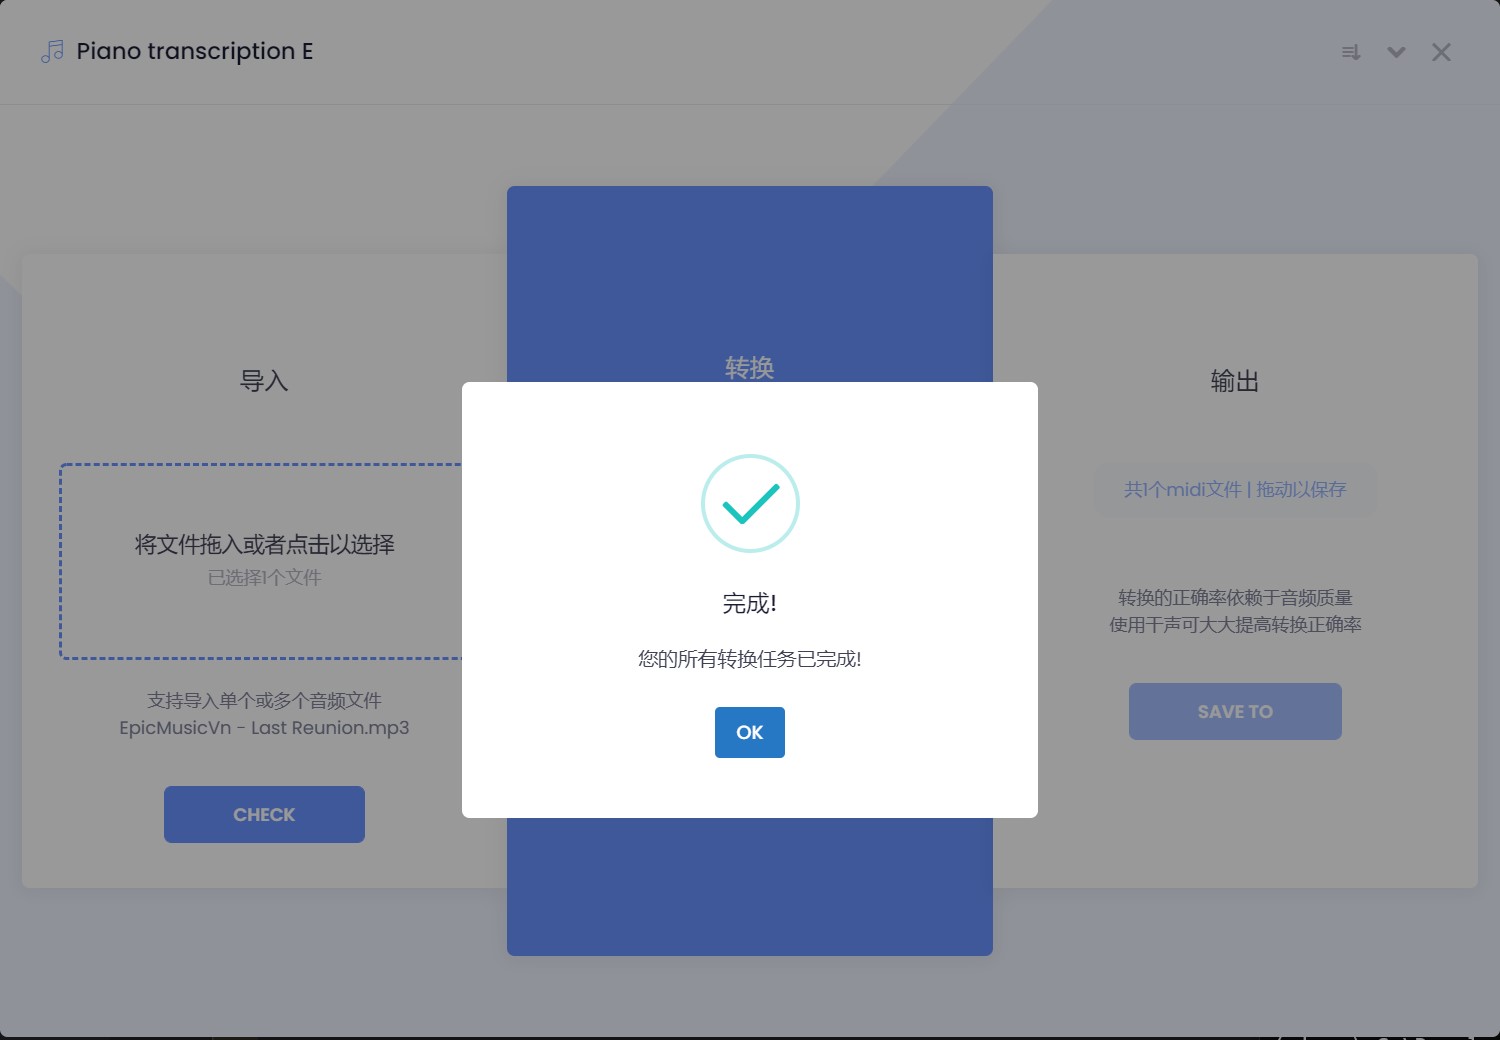 Piano transcription E
导入
将文件拖入或者点击以选择
已选择1个文件
支持导入单个或多个音频文件
EpicMusicVn - Last Reunion.mp3
CHECK
转换
完成!
您的所有转换任务已完成!
OK
输出
共1个midi文件 | 拖动以保存
转换的正确率依赖于音频质量
使用干声可大大提高转换正确率
SAVE TO